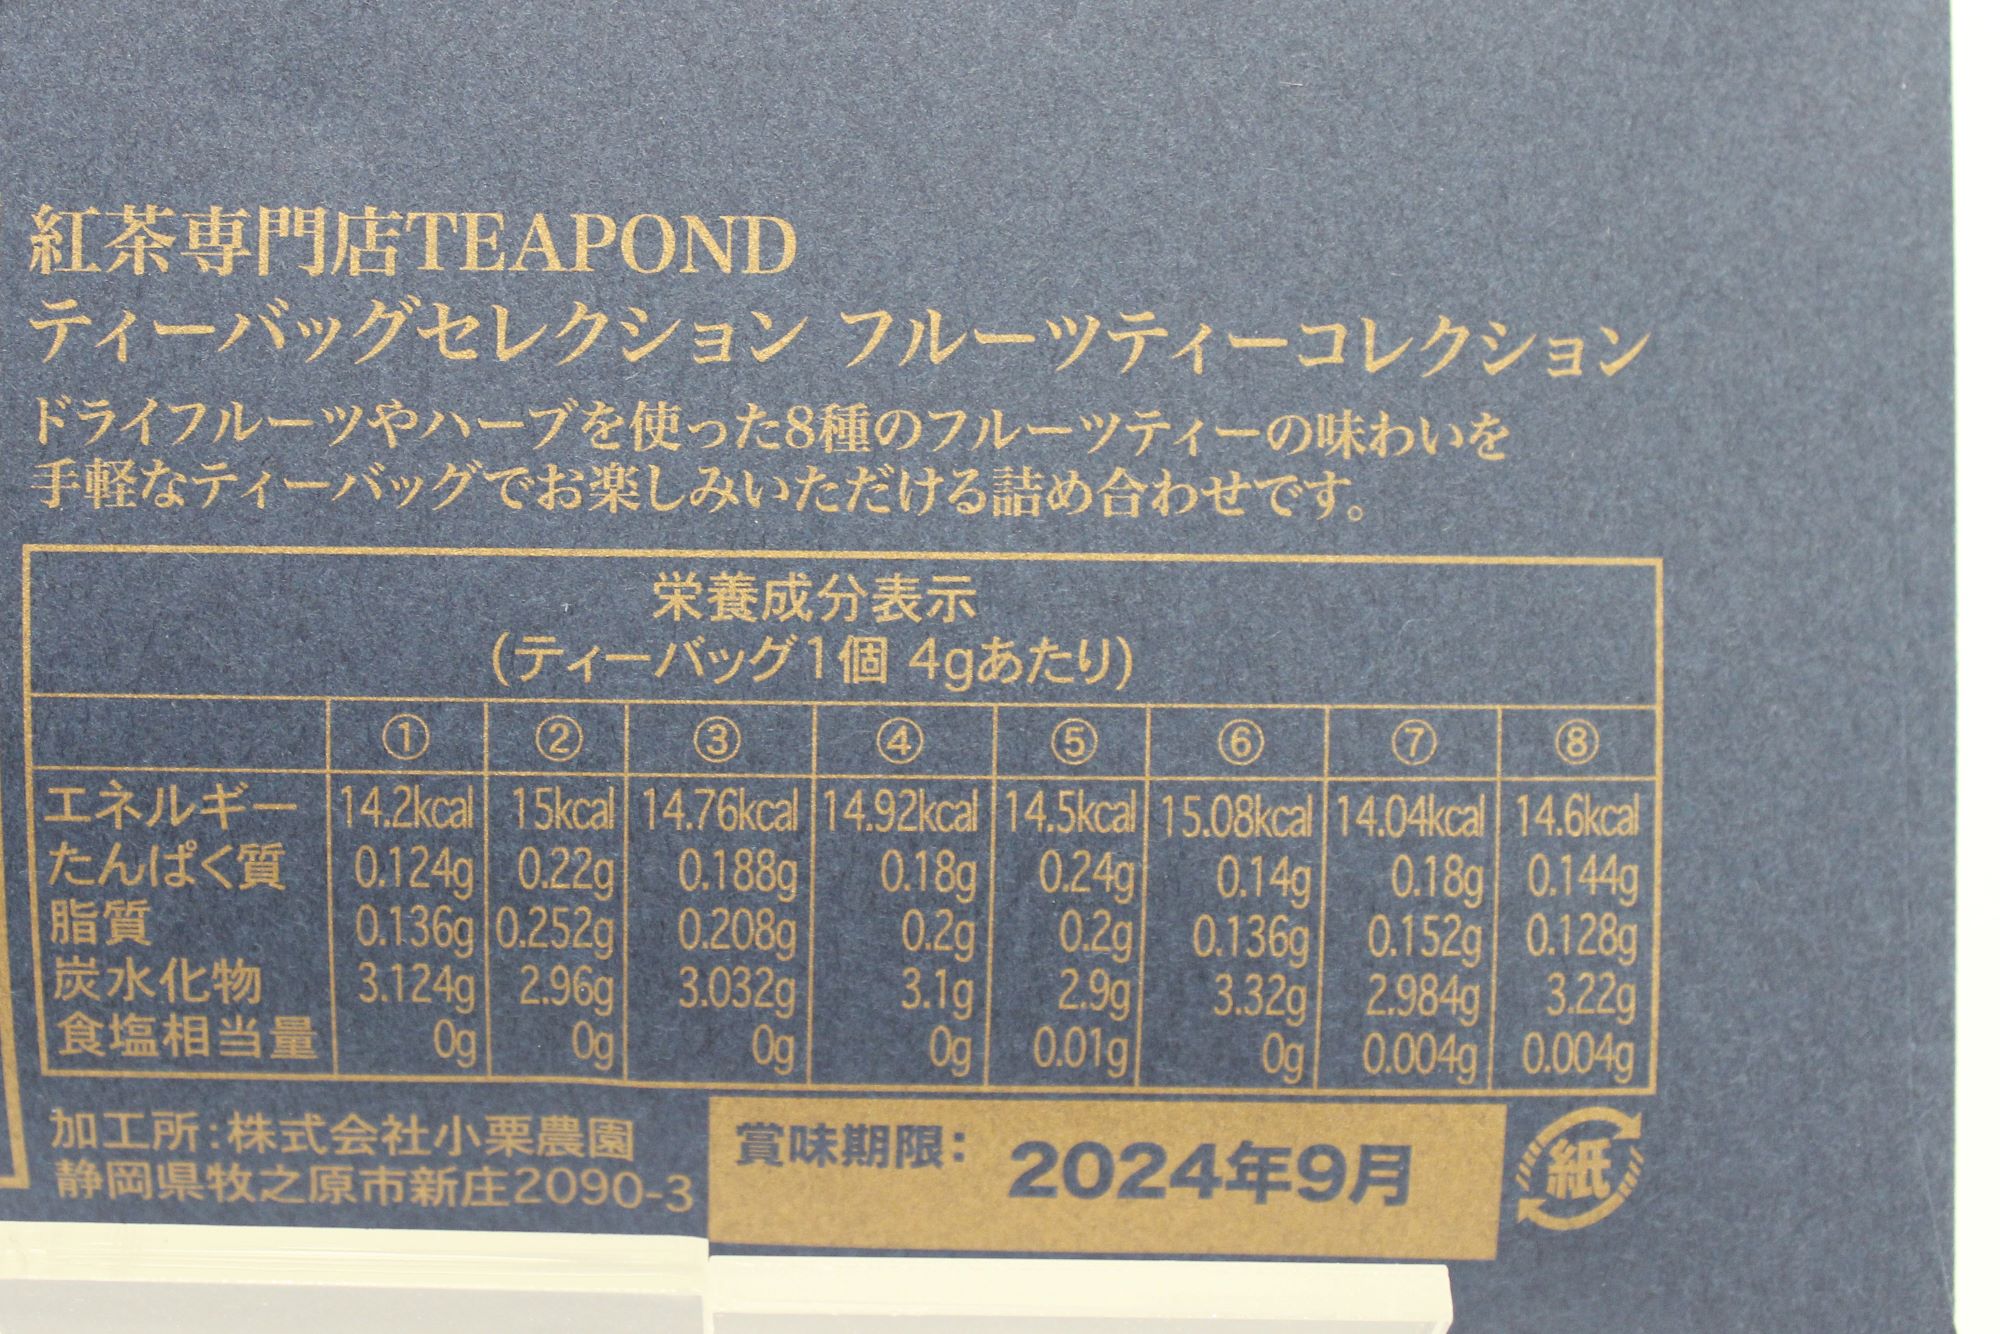 紅茶専門店TEAPOND
ティーバッグセレクション フルーツティーコレクション
ドライフルーツやハーブを使った8種のフルーツティーの味わいを
手軽なティーバッグでお楽しみいただける詰め合わせです。
栄養成分表示
(ティーバッグ1個 4gあたり)
① ② ③ ④ ⑤ ⑥ ⑦ ⑧
エネルギー 14.2kcal 15kcal 14.76kcal 14.92kcal 14.5kcal 15.08kcal 14.04kcal 14.6kcal
たんぱく質 0.124g 0.22g 0.188g 0.18g 0.24g 0.14g 0.18g 0.144g
脂質 0.136g 0.252g 0.208g 0.2g 0.2g 0.136g 0.152g 0.128g
炭水化物 3.124g 2.96g 3.032g 3.1g 2.9g 3.32g 2.984g 3.22g
食塩相当量 0g 0g 0g 0g 0.01g 0g 0.004g 0.004g
加工所:株式会社小栗農園
静岡県牧之原市新庄2090-3
賞味期限: 2024年9月
紙